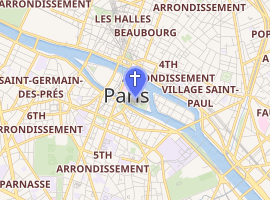 ARRONDISSEMENT
ARRONDISSEMENT
LES HALLES
BEAUBOURG
4TH
ARRONDISSEMENT
SAINT-GERMAIN-
DES-PRÉS
VILLAGE SAINT-
PAUL
Paris
6TH
ARRONDISSEMENT
5TH
ARRONDISSEMENT
PARNASSE